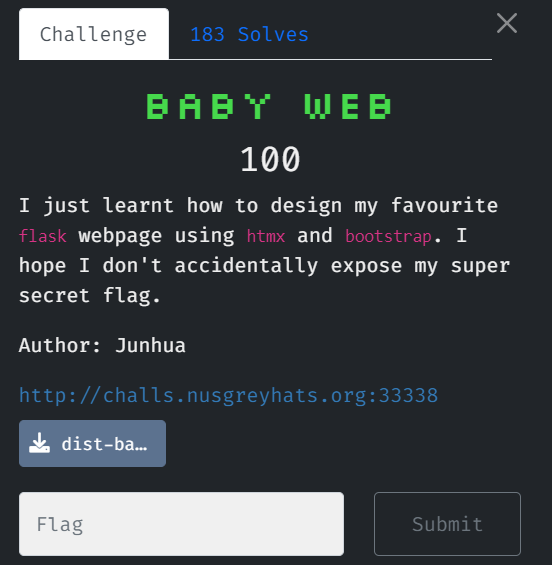 Challenge
183 Solves
BABY WEB
100
I just learnt how to design my favourite
flask webpage using htmx and bootstrap. I
hope I don't accidentally expose my super
secret flag.
Author: Junhua
http://challs.nusgreyhats.org:33338
dist-ba…
Flag
Submit